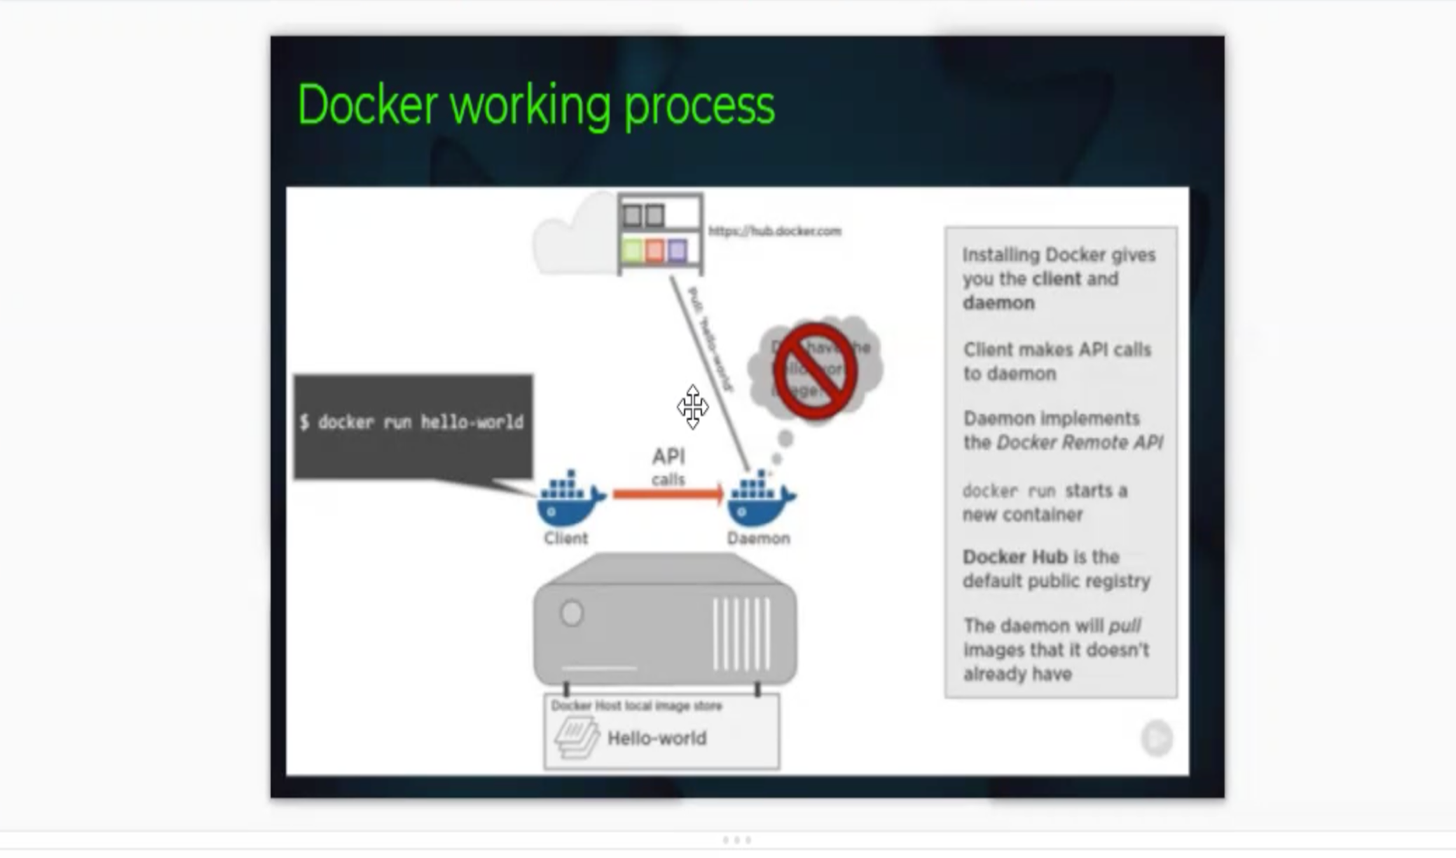 Docker working process
https://hub.docker.com
Pull: 'hello-world'
$ docker run hello-world
API
calls
Client
Daemon
Docker Host local image store
Hello-world
Installing Docker gives
you the client and
daemon
Client makes API calls
to daemon
Daemon implements
the Docker Remote API
docker run starts a
new container
Docker Hub is the
default public registry
The daemon will pull
images that it doesn't
already have